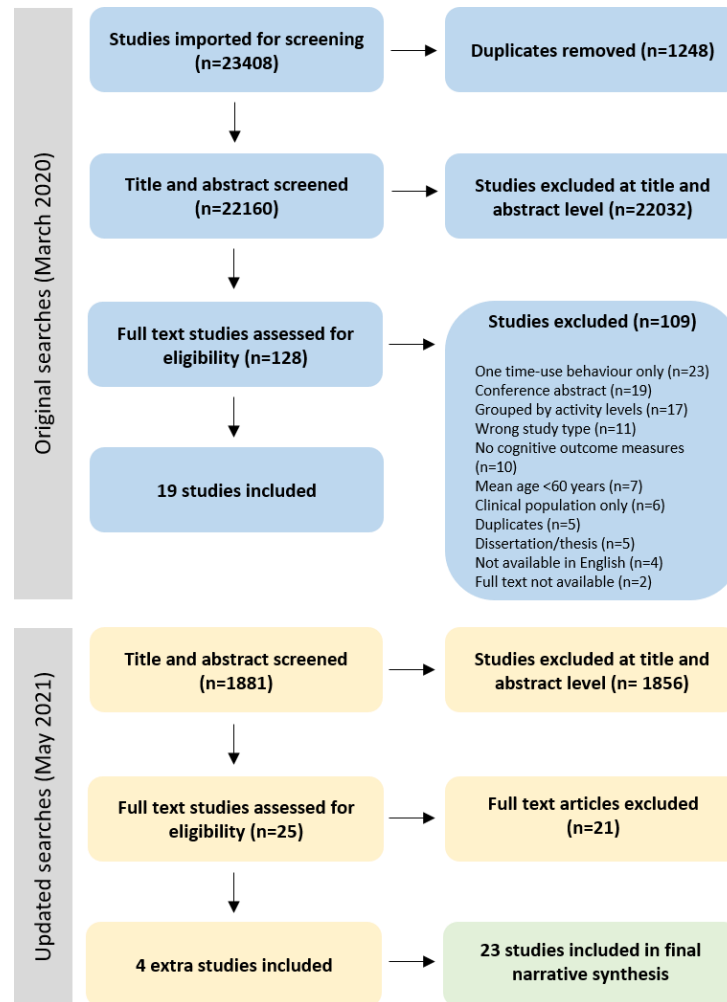 Original searches (March 2020)
Studies imported for screening
(n=23408)
Duplicates removed (n=1248)
Title and abstract screened
(n=22160)
Studies excluded at title and
abstract level (n=22032)
Full text studies assessed for
eligibility (n=128)
Studies excluded (n=109)
One time-use behaviour only (n=23)
Conference abstract (n=19)
Grouped by activity levels (n=17)
Wrong study type (n=11)
No cognitive outcome measures
(n=10)
Mean age <60 years (n=7)
Clinical population only (n=6)
Duplicates (n=5)
Dissertation/thesis (n=5)
Not available in English (n=4)
Full text not available (n=2)
19 studies included
Updated searches (May 2021)
Title and abstract screened
(n=1881)
Studies excluded at title and
abstract level (n= 1856)
Full text studies assessed for
eligibility (n=25)
Full text articles excluded
(n=21)
4 extra studies included
23 studies included in final
narrative synthesis